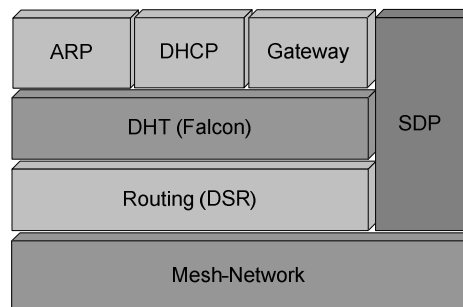 ARP DHCP Gateway
SDP
DHT (Falcon)
Routing (DSR)
Mesh-Network